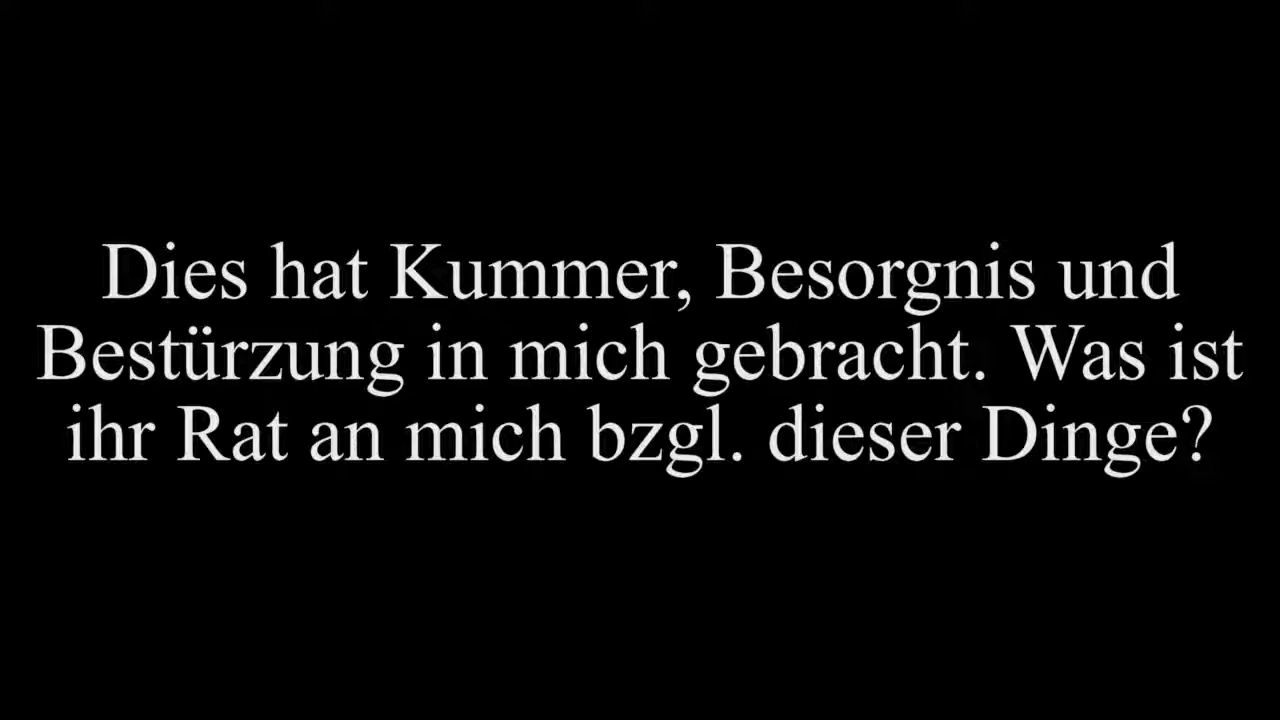 Dies hat Kummer, Besorgnis und
Bestürzung in mich gebracht. Was ist
ihr Rat an mich bzgl. dieser Dinge?